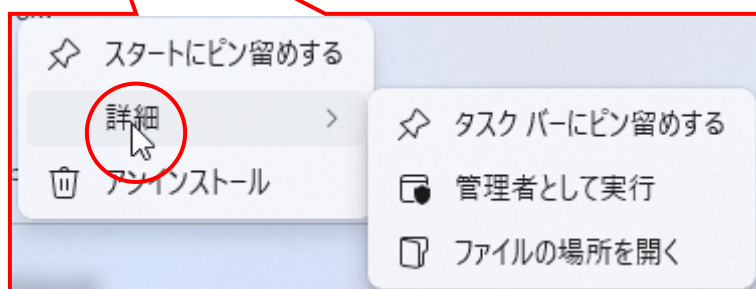 スタートにピン留めする
詳細
アンインストール
タスク バーにピン留めする
管理者として実行
ファイルの場所を開く